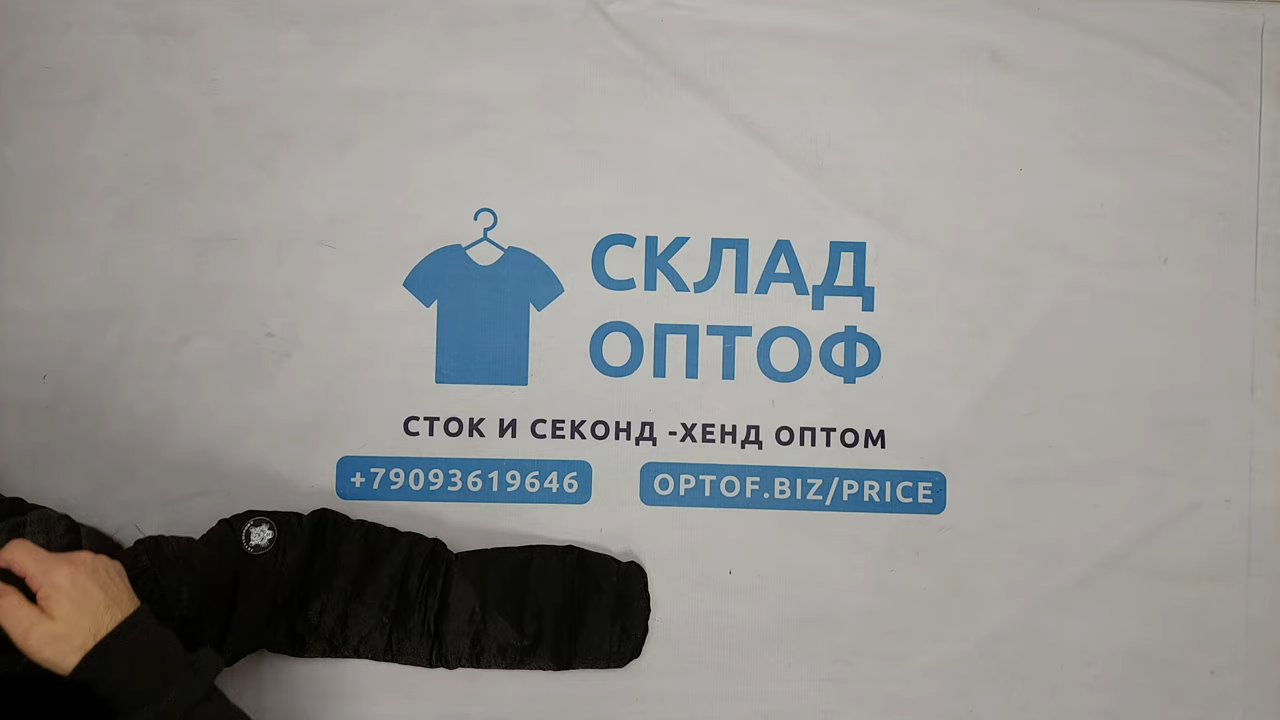 СКЛАД
ОПТОФ
СТОК И СЕКОНД -ХЕНД ОПТОМ
+79093619646
OPTOF.BIZ/PRICE